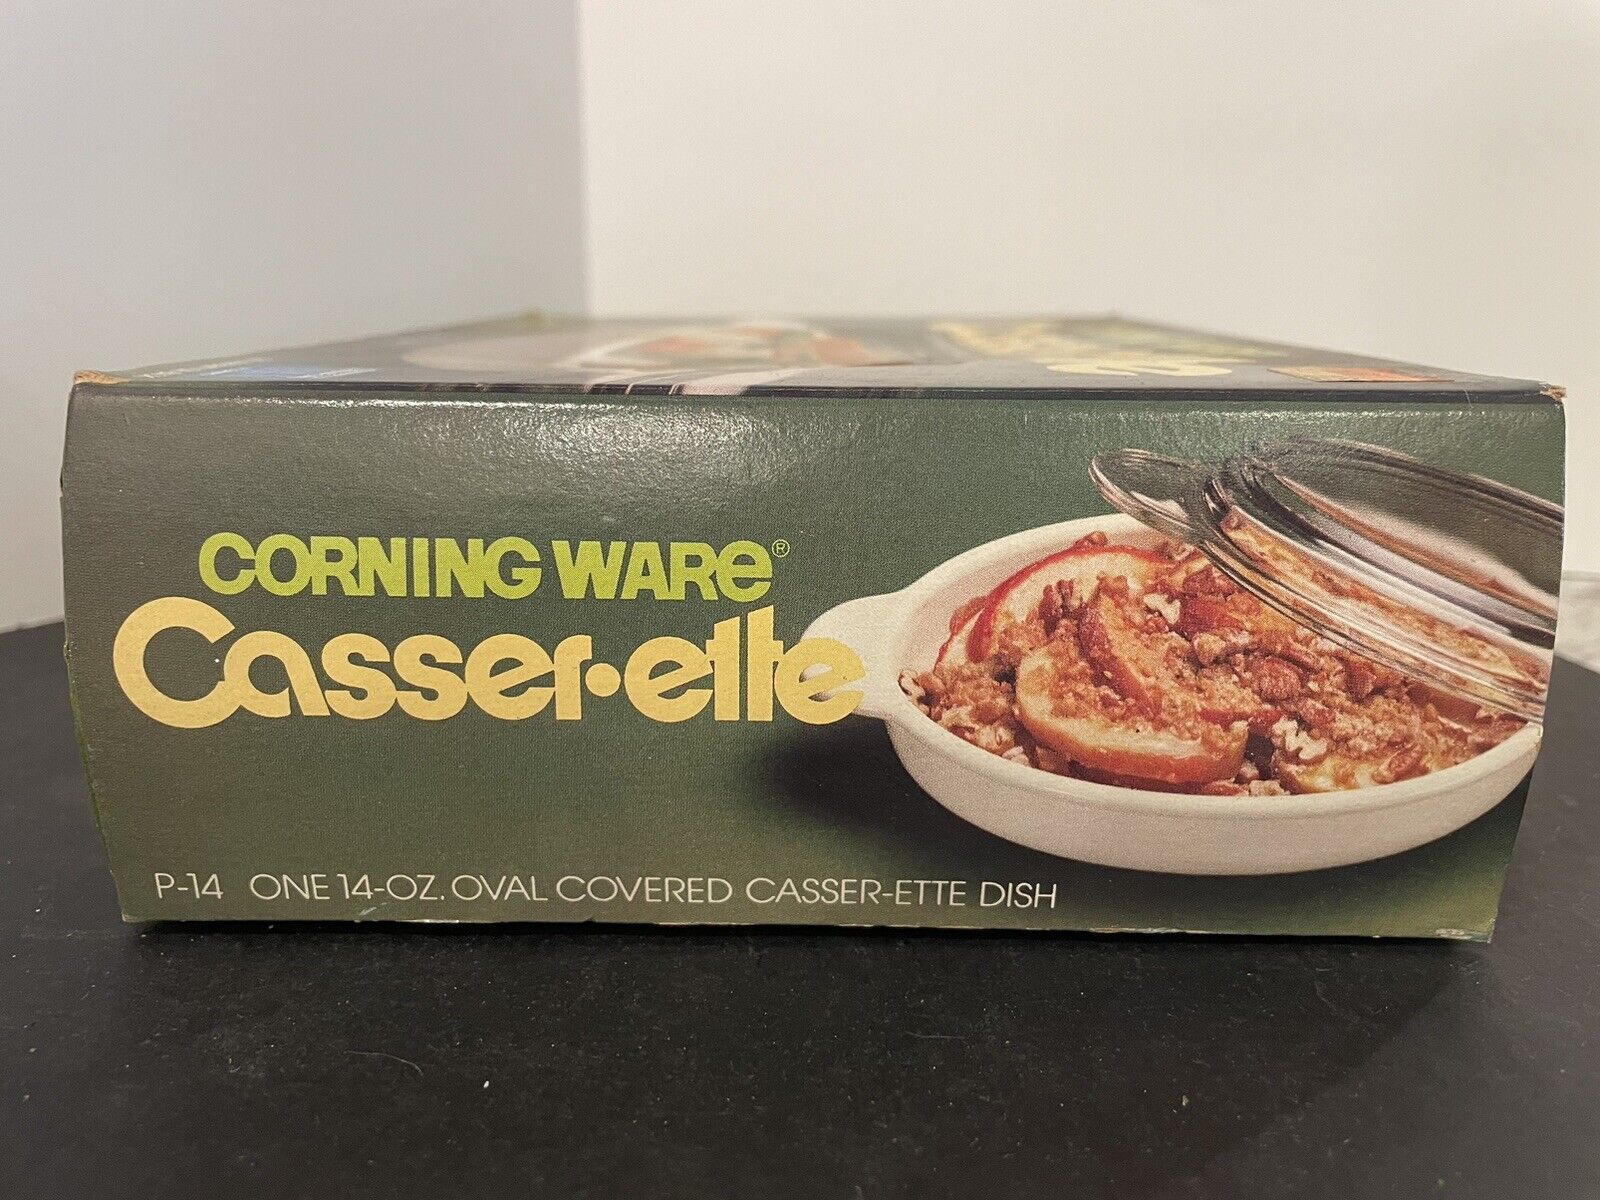 CORNING WARE®
Casser•ette
P-14 ONE 14-OZ. OVAL COVERED CASSER-ETTE DISH